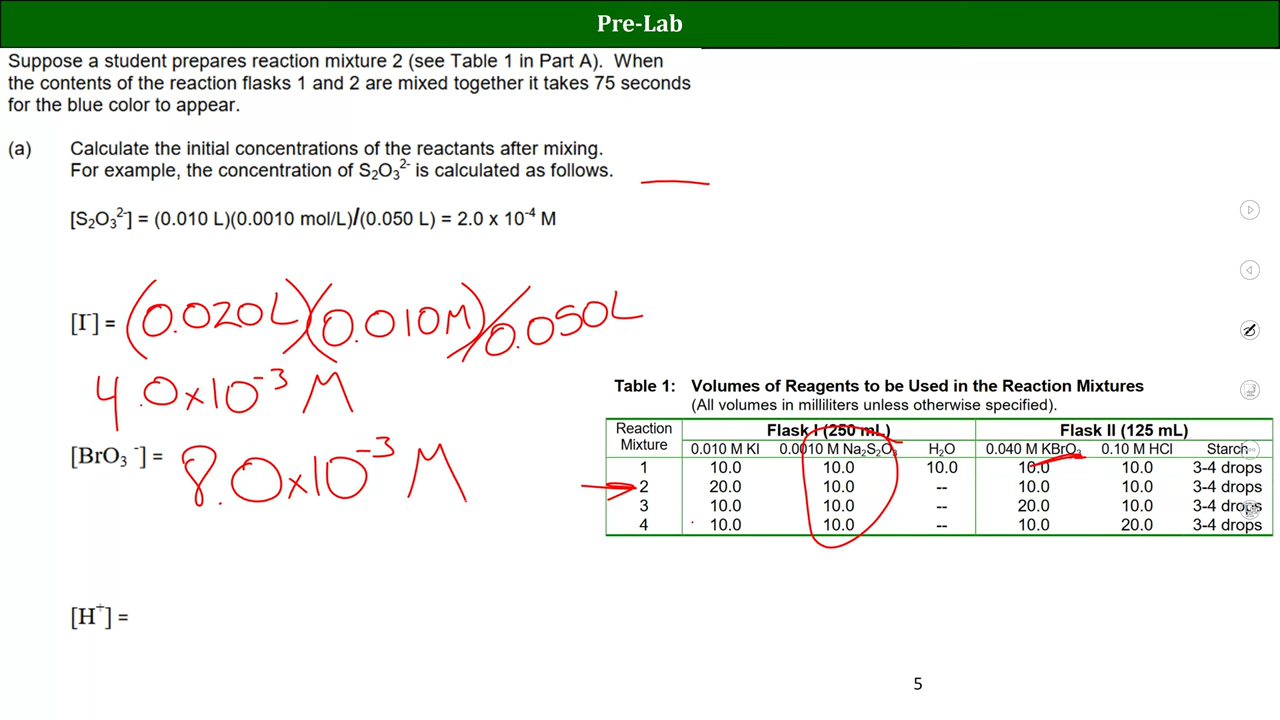 Pre-Lab
Suppose a student prepares reaction mixture 2 (see Table 1 in Part A). When
the contents of the reaction flasks 1 and 2 are mixed together it takes 75 seconds
for the blue color to appear.
(a) Calculate the initial concentrations of the reactants after mixing.
For example, the concentration of S₂O₃²⁻ is calculated as follows.
[S₂O₃²⁻] = (0.010 L)(0.0010 mol/L)/(0.050 L) = 2.0 x 10⁻⁴ M
[I⁻] = (0.020L)(0.010M)/0.050L
4.0x10⁻³ M
[BrO₃⁻] = 8.0x10⁻³ M
[H⁺] =
Table 1: Volumes of Reagents to be Used in the Reaction Mixtures
(All volumes in milliliters unless otherwise specified).
Reaction Mixture Flask I (250 mL) Flask II (125 mL)
0.010 M KI 0.0010 M Na₂S₂O₃ H₂O 0.040 M KBrO₃ 0.10 M HCl Starch
1 10.0 10.0 10.0 10.0 10.0 3-4 drops
2 20.0 10.0 -- 10.0 10.0 3-4 drops
3 10.0 10.0 -- 20.0 10.0 3-4 drops
4 10.0 10.0 -- 10.0 20.0 3-4 drops
5